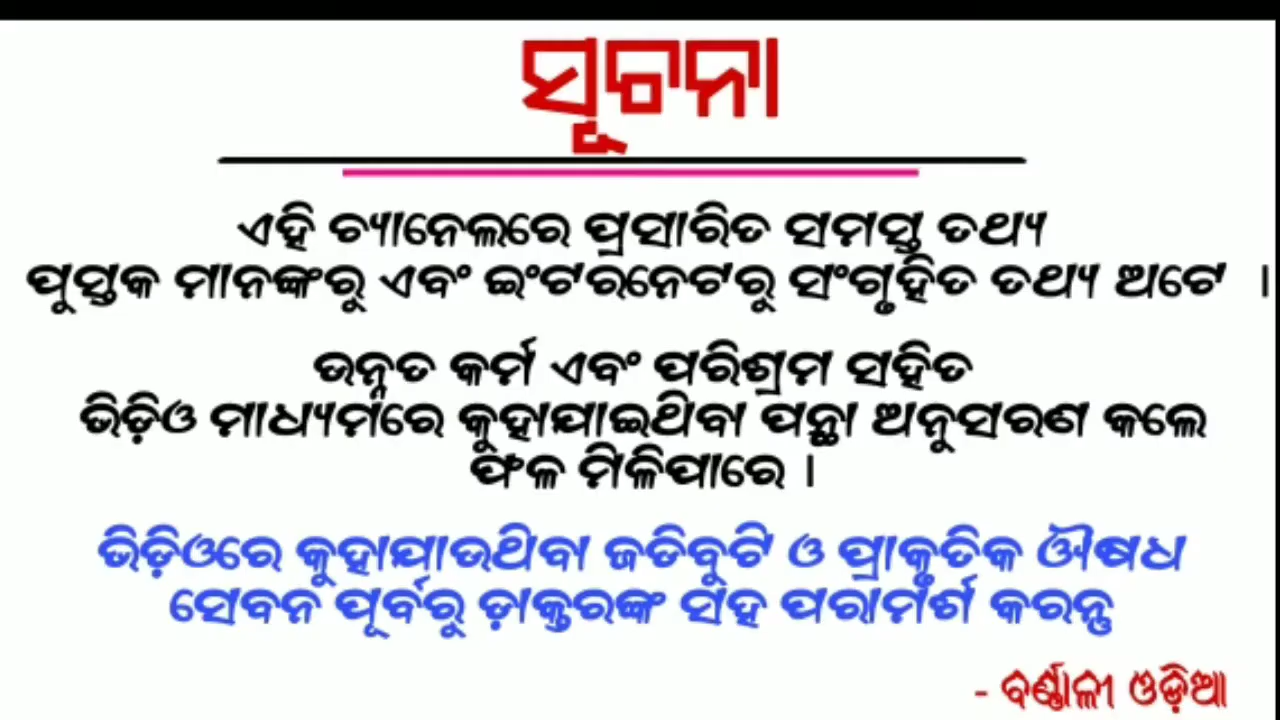 ସୂଚନା
ଏହି ଚ୍ୟାନେଲରେ ପ୍ରସାରିତ ସମସ୍ତ ତଥ୍ୟ
ପୁସ୍ତକ ମାନଙ୍କରୁ ଏବଂ ଇଂଟରନେଟରୁ ସଂଗୃହିତ ତଥ୍ୟ ଅଟେ ।
ଉନ୍ନତ କର୍ମ ଏବଂ ପରିଶ୍ରମ ସହିତ
ଭିଡ଼ିଓ ମାଧ୍ୟମରେ କୁହାଯାଇଥିବା ପନ୍ଥା ଅନୁସରଣ କଲେ
ଫଳ ମିଳିପାରେ ।
ଭିଡ଼ିଓରେ କୁହାଯାଉଥିବା ଜଡିବୁଟି ଓ ପ୍ରାକୃତିକ ଔଷଧ
ସେବନ ପୂର୍ବରୁ ଡ଼ାକ୍ତରଙ୍କ ସହ ପରାମର୍ଶ କରନ୍ତୁ
- ବର୍ଣ୍ଣାଳୀ ଓଡ଼ିଆ